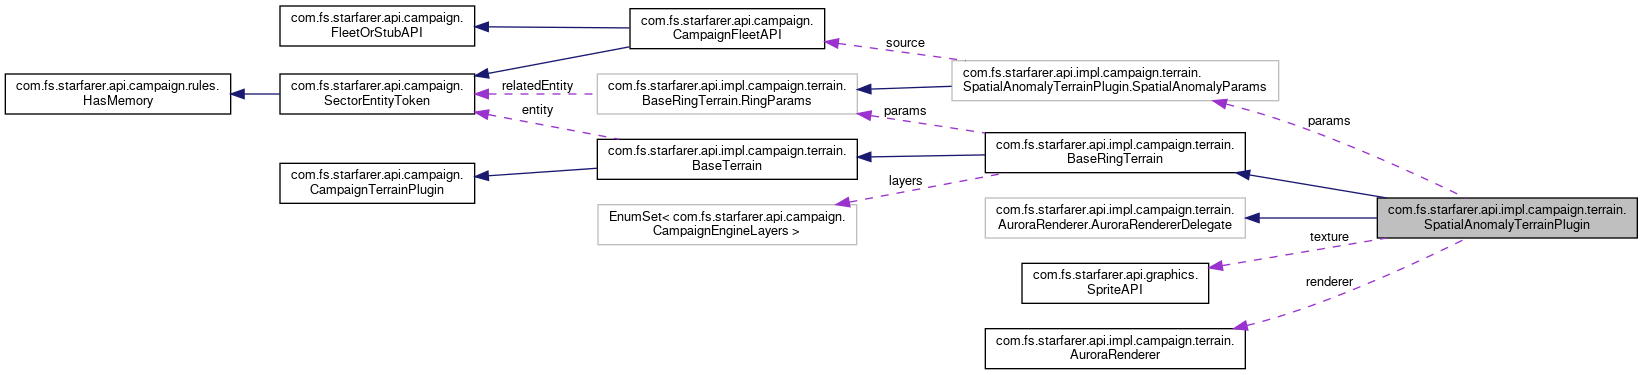 com.fs.starfarer.api.campaign.
FleetOrStubAPI
com.fs.starfarer.api.campaign.
CampaignFleetAPI
source
com.fs.starfarer.api.campaign.rules.
HasMemory
com.fs.starfarer.api.campaign.
SectorEntityToken
relatedEntity
entity
com.fs.starfarer.api.impl.campaign.terrain.
BaseRingTerrain.RingParams
com.fs.starfarer.api.impl.campaign.terrain.
SpatialAnomalyTerrainPlugin.SpatialAnomalyParams
params
params
com.fs.starfarer.api.campaign.
CampaignTerrainPlugin
com.fs.starfarer.api.impl.campaign.terrain.
BaseTerrain
com.fs.starfarer.api.impl.campaign.terrain.
BaseRingTerrain
layers
EnumSet< com.fs.starfarer.api.campaign.
CampaignEngineLayers >
com.fs.starfarer.api.impl.campaign.terrain.
AuroraRenderer.AuroraRendererDelegate
com.fs.starfarer.api.impl.campaign.terrain.
SpatialAnomalyTerrainPlugin
texture
com.fs.starfarer.api.graphics.
SpriteAPI
renderer
com.fs.starfarer.api.impl.campaign.terrain.
AuroraRenderer